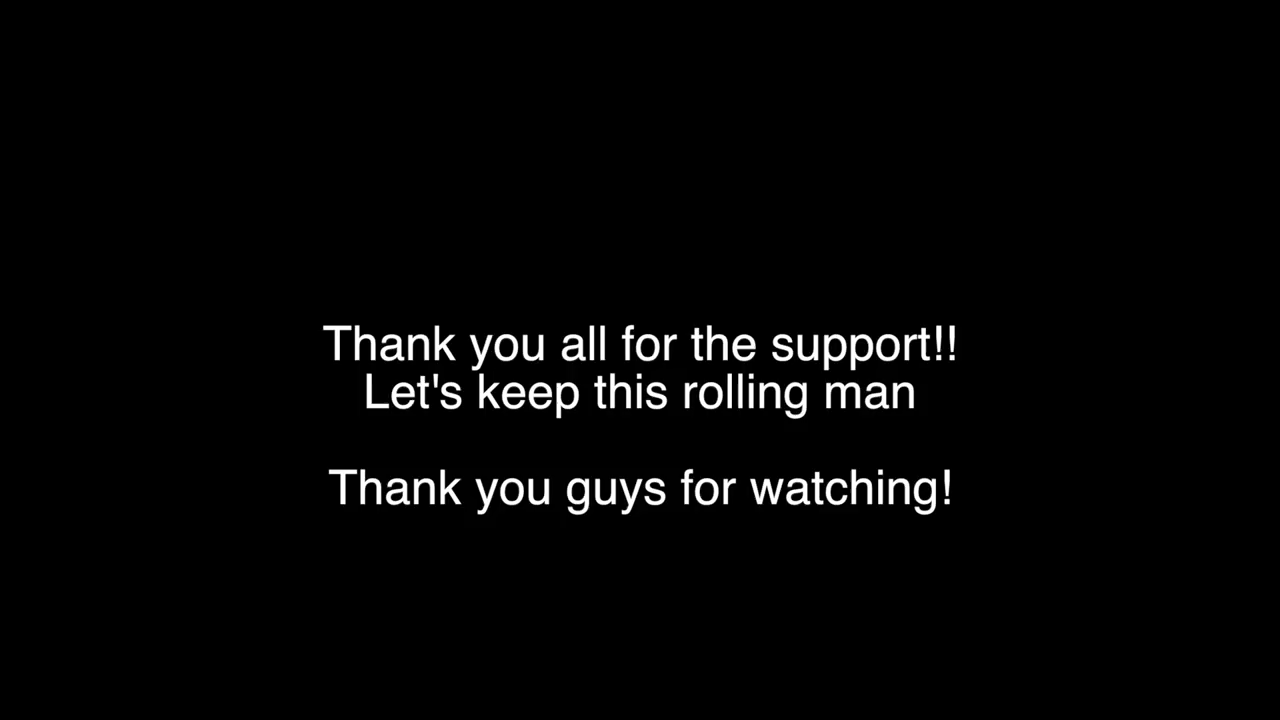 Thank you all for the support!!
Let's keep this rolling man
Thank you guys for watching!